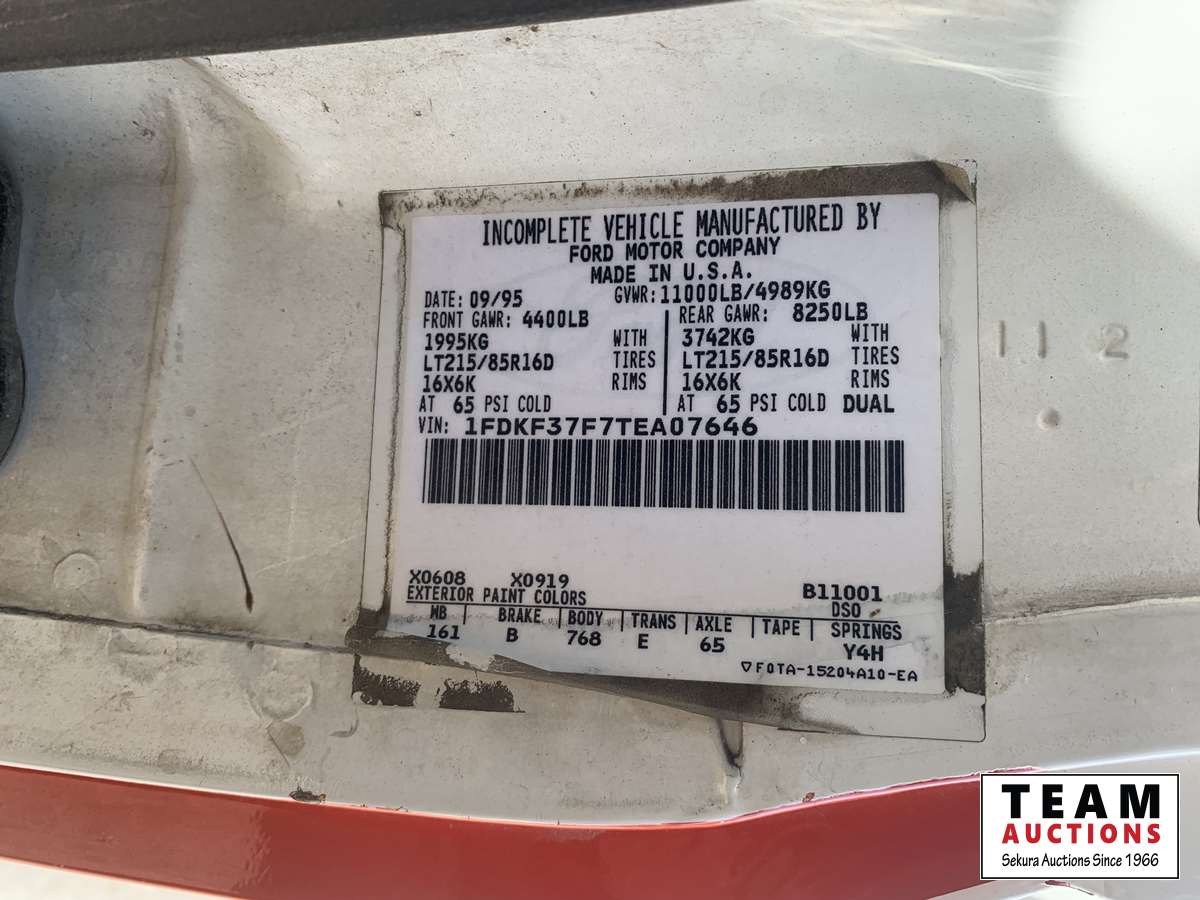 INCOMPLETE VEHICLE MANUFACTURED BY
FORD MOTOR COMPANY
MADE IN U.S.A.
DATE: 09/95 GVWR: 11000LB/4989KG
FRONT GAWR: 4400LB REAR GAWR: 8250LB
1995KG WITH 3742KG WITH
LT215/85R16D TIRES LT215/85R16D TIRES
16X6K RIMS 16X6K RIMS
AT 65 PSI COLD AT 65 PSI COLD DUAL
VIN: 1FDKF37F7TEA07646
X0608 X0919 B11001
EXTERIOR PAINT COLORS DSO
WB BRAKE BODY TRANS AXLE TAPE SPRINGS
161 B 768 E 65 Y4H
▽F0TA-15204A10-EA
11 2
TEAM
AUCTIONS
Sekura Auctions Since 1966